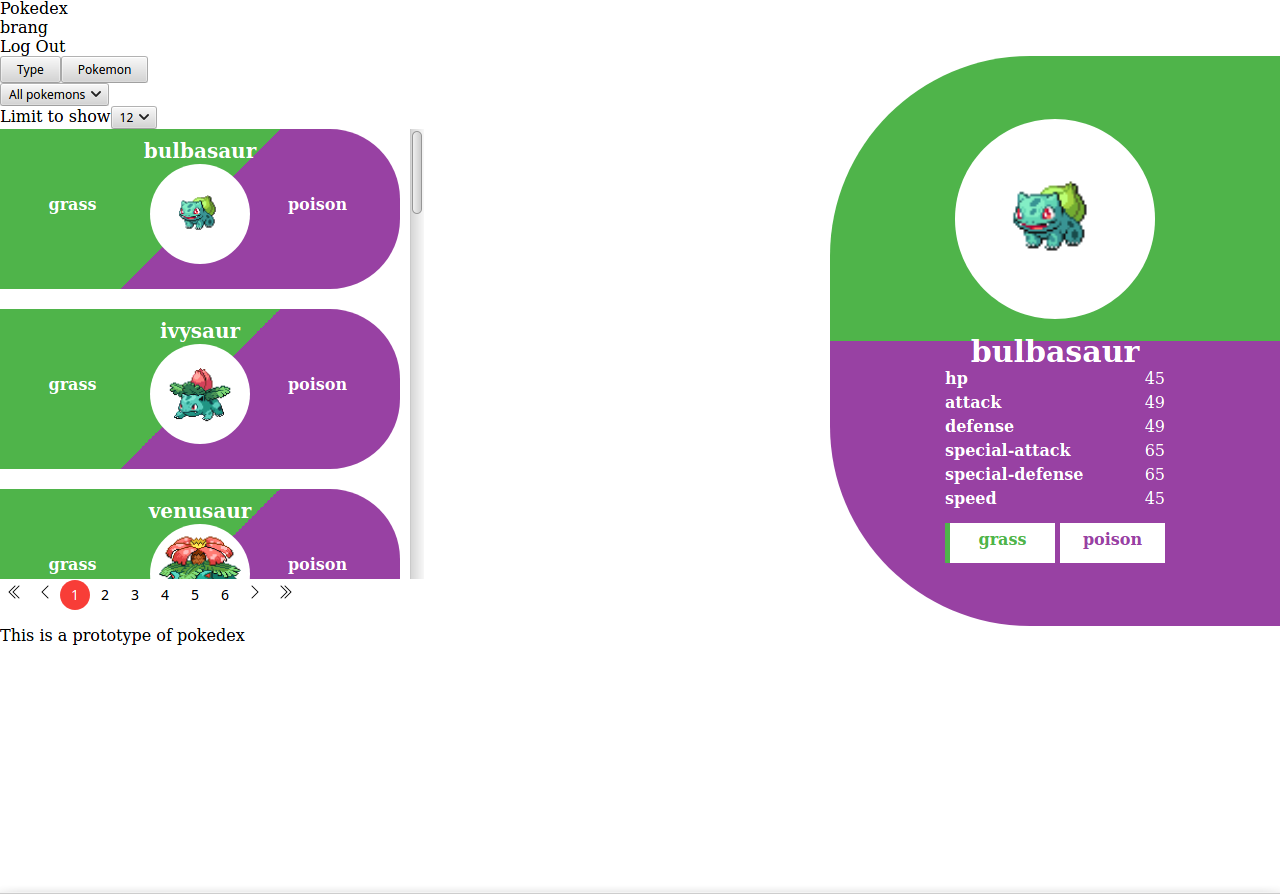 Pokedex
brang
Log Out
Type Pokemon
All pokemons
Limit to show 12
bulbasaur
grass poison
ivysaur
grass poison
venusaur
grass poison
1 2 3 4 5 6
This is a prototype of pokedex
bulbasaur
hp 45
attack 49
defense 49
special-attack 65
special-defense 65
speed 45
grass poison